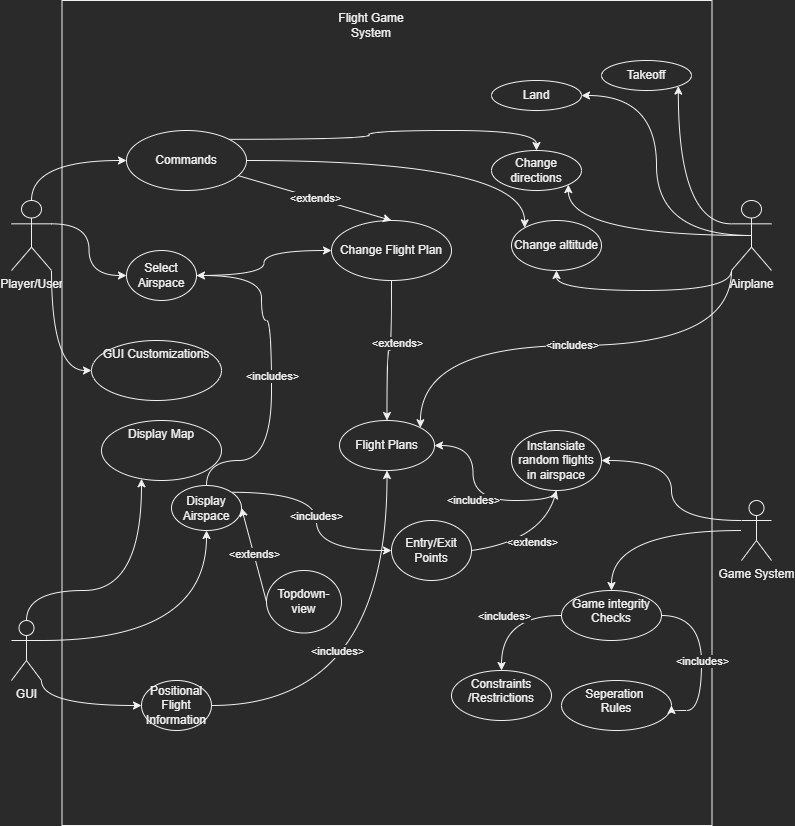 Flight Game
System
Takeoff
Land
Commands
Change
directions
<extends>
Change Flight Plan
Change altitude
Player/User
Select
Airspace
Airplane
<extends>
<includes>
GUI Customizations
<includes>
Display Map
Flight Plans
Instansiate
random flights
in airspace
Display
Airspace
<includes>
<includes>
Entry/Exit
Points
<extends>
<extends>
Game System
Topdown-
view
Game integrity
Checks
<includes>
<includes>
<includes>
GUI
Positional
Flight
Information
Constraints
/Restrictions
Seperation
Rules